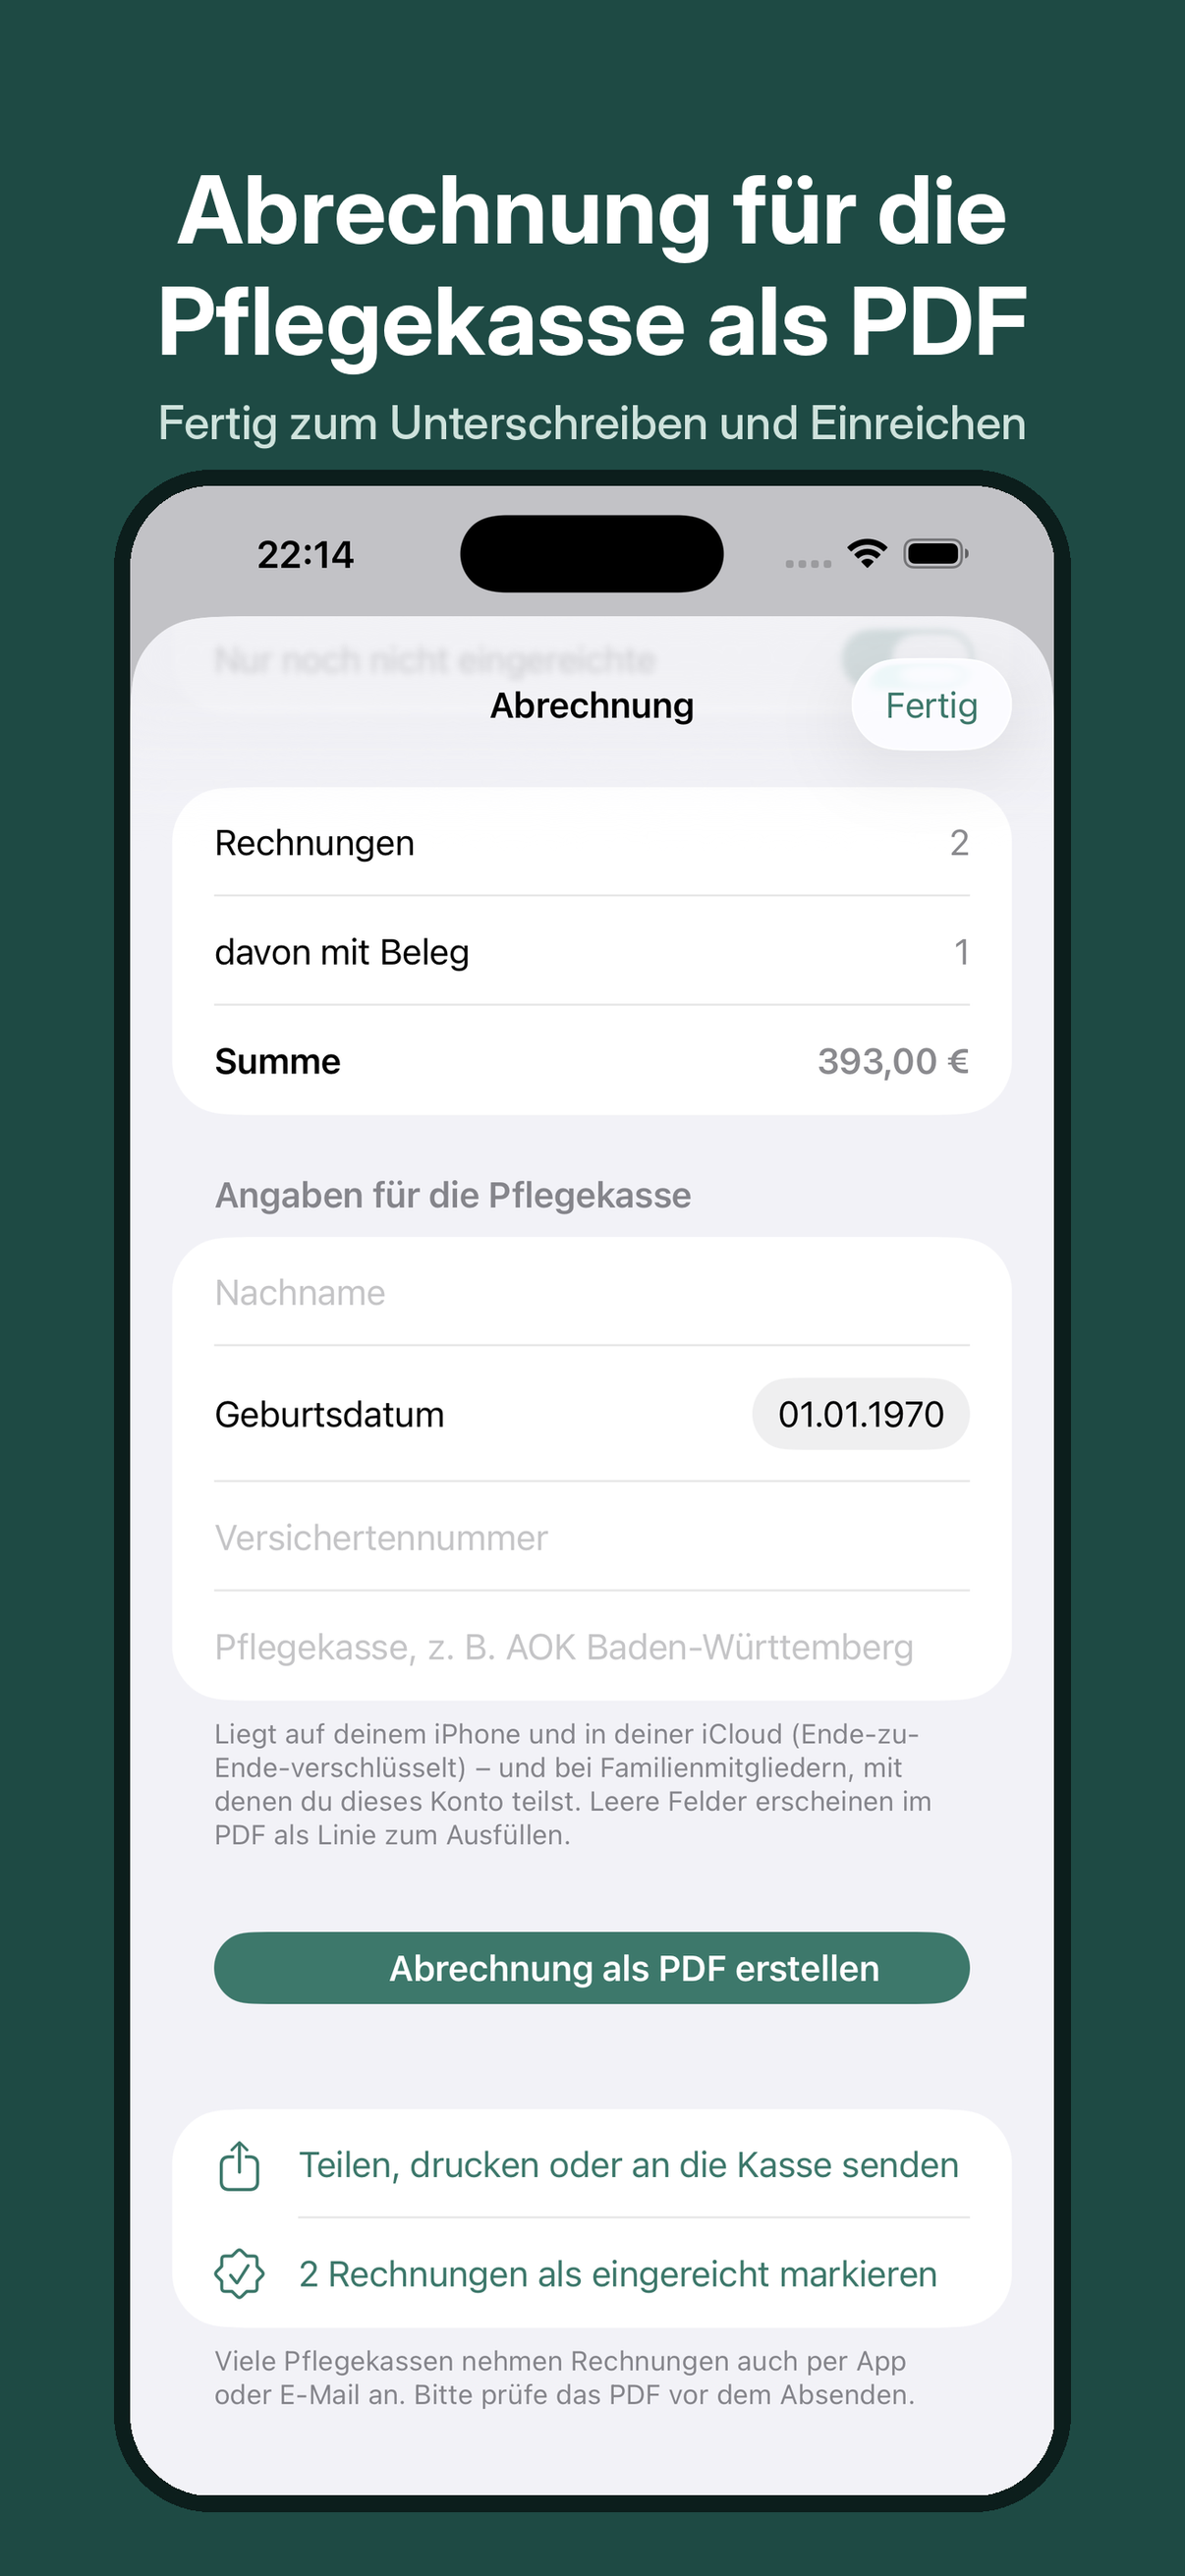 Abrechnung für die
Pflegekasse als PDF
Fertig zum Unterschreiben und Einreichen
22:14
Nur noch nicht eingereichte
Abrechnung
Fertig
Rechnungen 2
davon mit Beleg 1
Summe 393,00 €
Angaben für die Pflegekasse
Nachname
Geburtsdatum 01.01.1970
Versichertennummer
Pflegekasse, z. B. AOK Baden-Württemberg
Liegt auf deinem iPhone und in deiner iCloud (Ende-zu-
Ende-verschlüsselt) – und bei Familienmitgliedern, mit
denen du dieses Konto teilst. Leere Felder erscheinen im
PDF als Linie zum Ausfüllen.
Abrechnung als PDF erstellen
Teilen, drucken oder an die Kasse senden
2 Rechnungen als eingereicht markieren
Viele Pflegekassen nehmen Rechnungen auch per App
oder E-Mail an. Bitte prüfe das PDF vor dem Absenden.